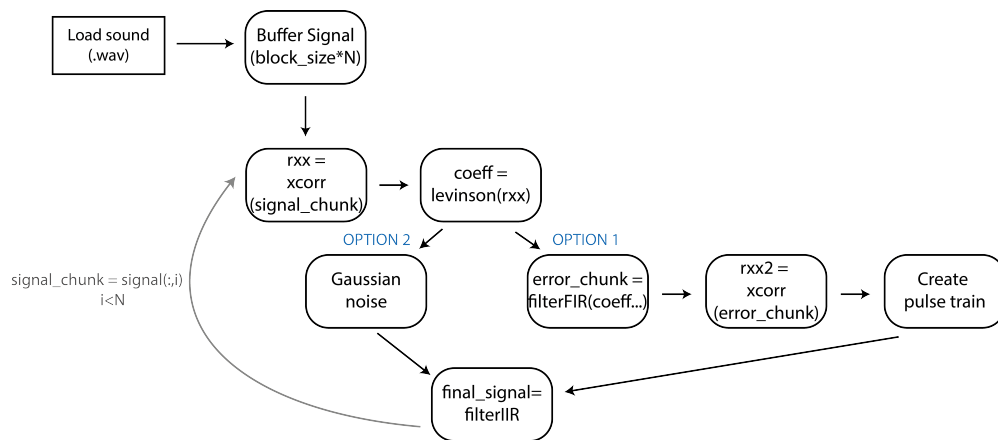 Load sound
(.wav)
Buffer Signal
(block_size*N)
rxx =
xcorr
(signal_chunk)
coeff =
levinson(rxx)
OPTION 2
OPTION 1
signal_chunk = signal(:,i)
i<N
Gaussian
noise
error_chunk =
filterFIR(coeff...)
rxx2 =
xcorr
(error_chunk)
Create
pulse train
final_signal=
filterIIR